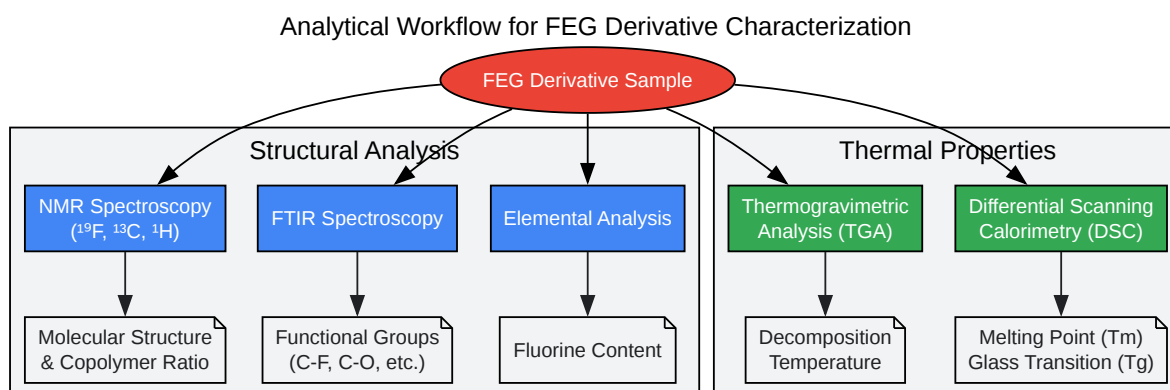 Analytical Workflow for FEG Derivative Characterization
FEG Derivative Sample
Structural Analysis
Thermal Properties
NMR Spectroscopy
(¹⁹F, ¹³C, ¹H)
FTIR Spectroscopy
Elemental Analysis
Thermogravimetric
Analysis (TGA)
Differential Scanning
Calorimetry (DSC)
Molecular Structure
& Copolymer Ratio
Functional Groups
(C-F, C-O, etc.)
Fluorine Content
Decomposition
Temperature
Melting Point (Tm)
Glass Transition (Tg)